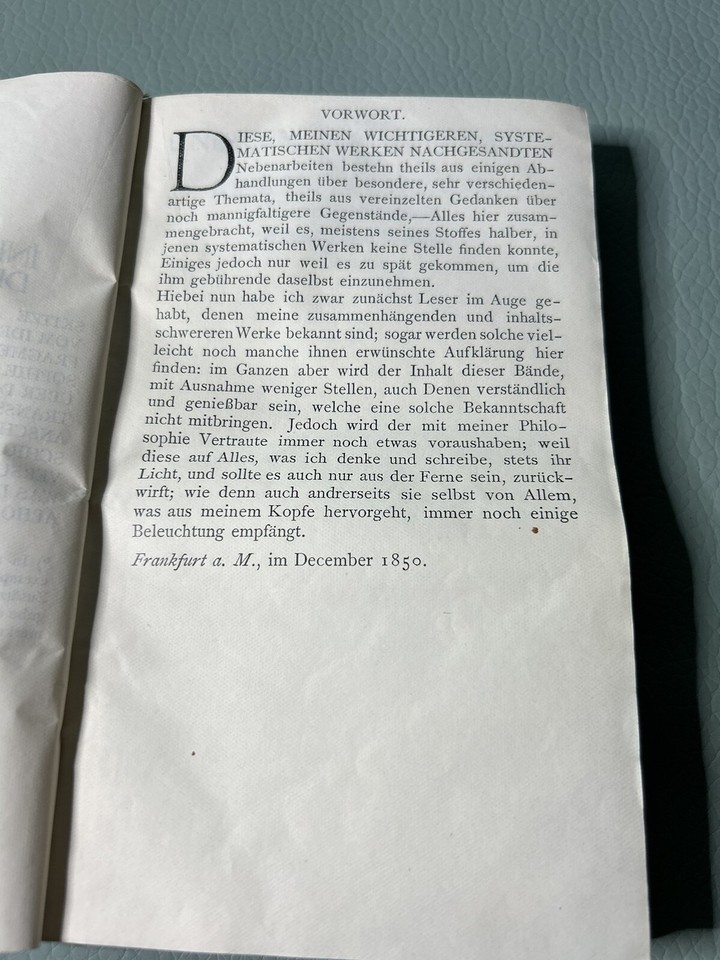 VORWORT.
DIESE, MEINEN WICHTIGEREN, SYSTE-
MATISCHEN WERKEN NACHGESANDTEN
Nebenarbeiten bestehn theils aus einigen Ab-
handlungen über besondere, sehr verschieden-
artige Themata, theils aus vereinzelten Gedanken über
noch mannigfaltigere Gegenstände,—Alles hier zusam-
mengebracht, weil es, meistens seines Stoffes halber, in
jenen systematischen Werken keine Stelle finden konnte,
Einiges jedoch nur weil es zu spät gekommen, um die
ihm gebührende daselbst einzunehmen.
Hiebei nun habe ich zwar zunächst Leser im Auge ge-
habt, denen meine zusammenhängenden und inhalts-
schwereren Werke bekannt sind; sogar werden solche viel-
leicht noch manche ihnen erwünschte Aufklärung hier
finden: im Ganzen aber wird der Inhalt dieser Bände,
mit Ausnahme weniger Stellen, auch Denen verständlich
und genießbar sein, welche eine solche Bekanntschaft
nicht mitbringen. Jedoch wird der mit meiner Philo-
sophie Vertraute immer noch etwas voraushaben; weil
diese auf Alles, was ich denke und schreibe, stets ihr
Licht, und sollte es auch nur aus der Ferne sein, zurück-
wirft; wie denn auch andrerseits sie selbst von Allem,
was aus meinem Kopfe hervorgeht, immer noch einige
Beleuchtung empfängt.
Frankfurt a. M., im December 1850.